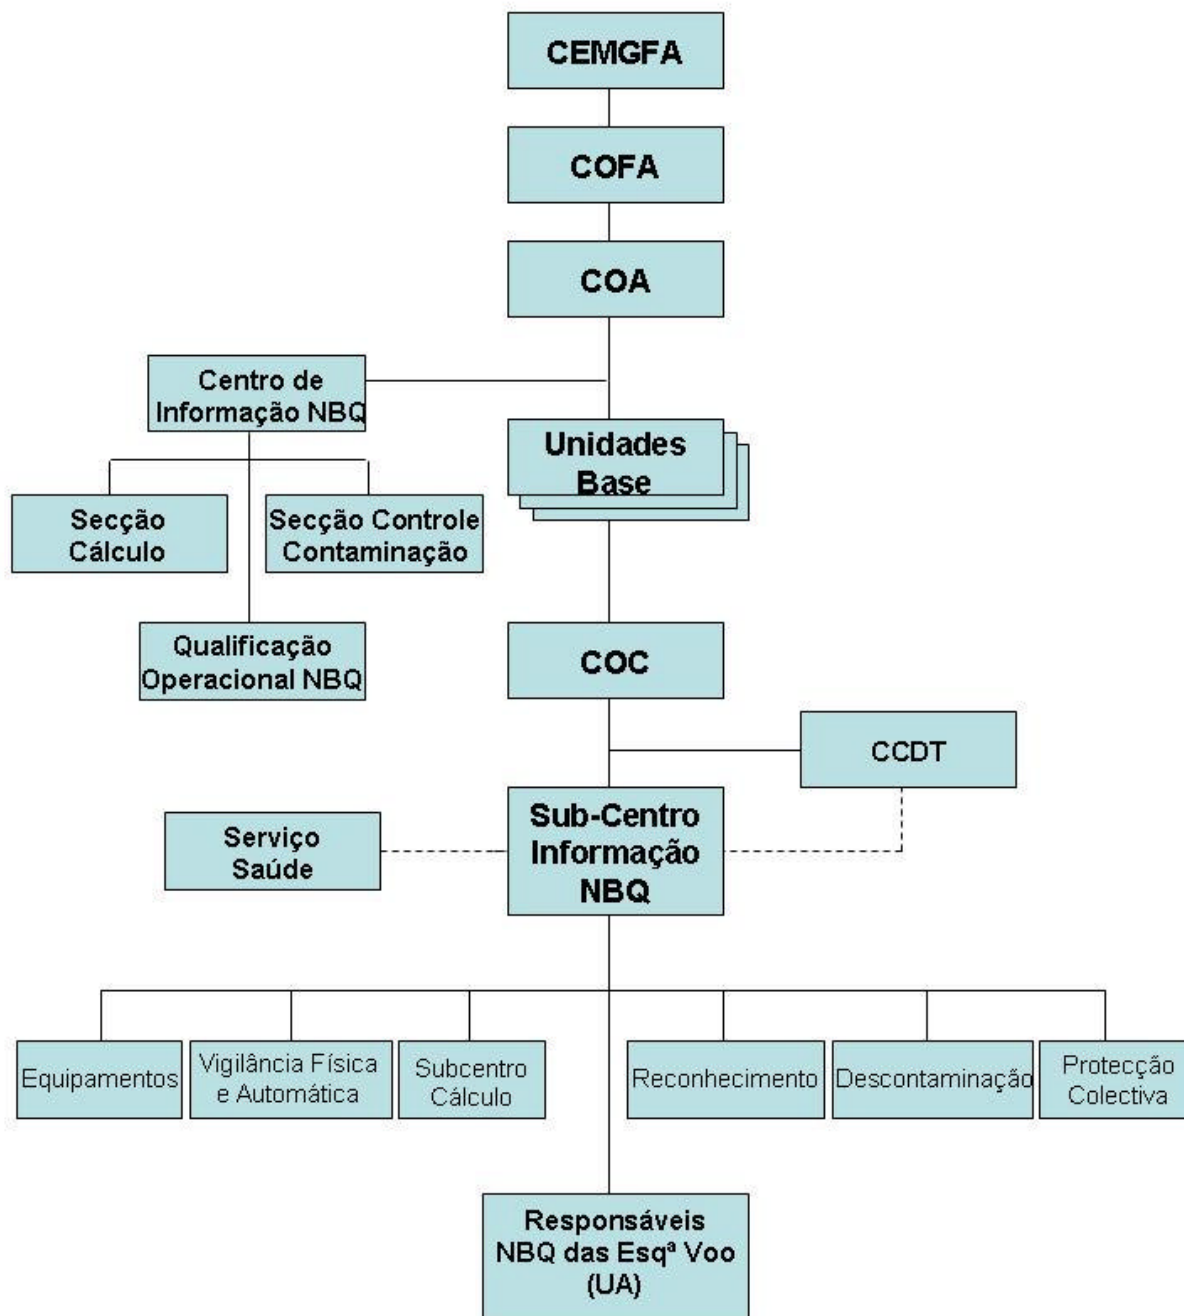 CEMGFA
COFA
COA
Centro de
Informação NBQ
Unidades
Base
Secção
Cálculo
Secção Controle
Contaminação
Qualificação
Operacional NBQ
COC
CCDT
Serviço
Saúde
Sub-Centro
Informação
NBQ
Equipamentos
Vigilância Física
e Automática
Subcentro
Cálculo
Reconhecimento
Descontaminação
Protecção
Colectiva
Responsáveis
NBQ das Esqª Voo
(UA)